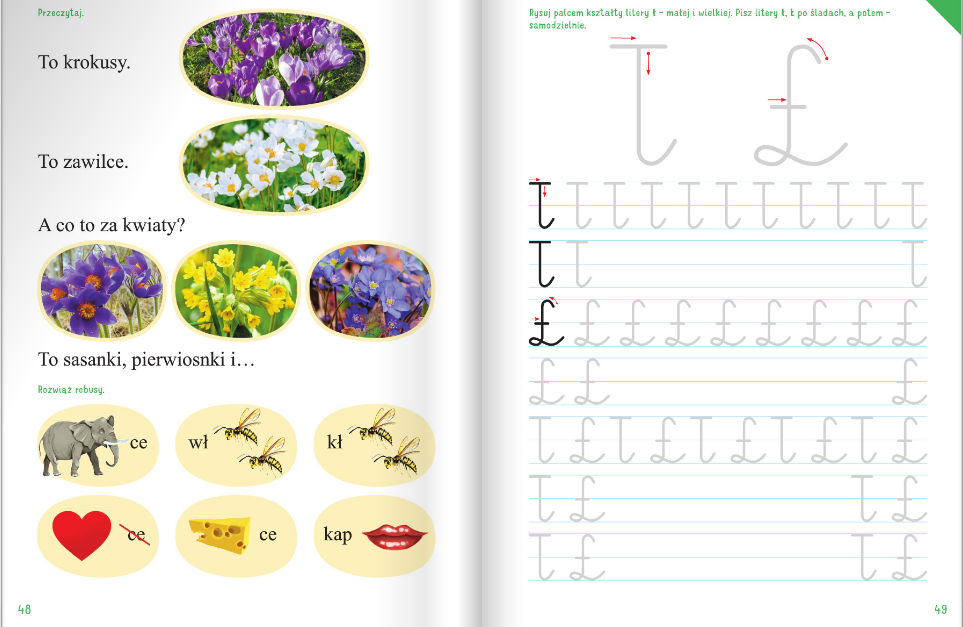 Przeczytaj.
To krokusy.
To zawilce.
A co to za kwiaty?
To sasanki, pierwiosnki i…
Rozwiąż rebusy.
ce
wł
kł
ce
ce
kap
48
Rysuj palcem kształty litery ł – małej i wielkiej. Pisz litery ł, Ł po śladach, a potem –
samodzielnie.
ł Ł
ł ł ł ł ł ł ł ł ł ł ł
ł ł ł
Ł Ł Ł Ł Ł Ł Ł Ł Ł
Ł Ł Ł
ł Ł ł Ł ł Ł ł Ł ł Ł
ł Ł ł Ł
ł Ł ł Ł
49